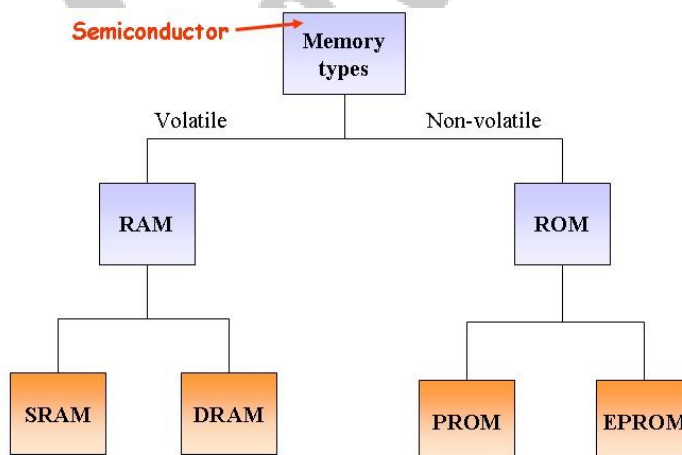 Semiconductor
Memory
types
Volatile
Non-volatile
RAM
ROM
SRAM
DRAM
PROM
EPROM